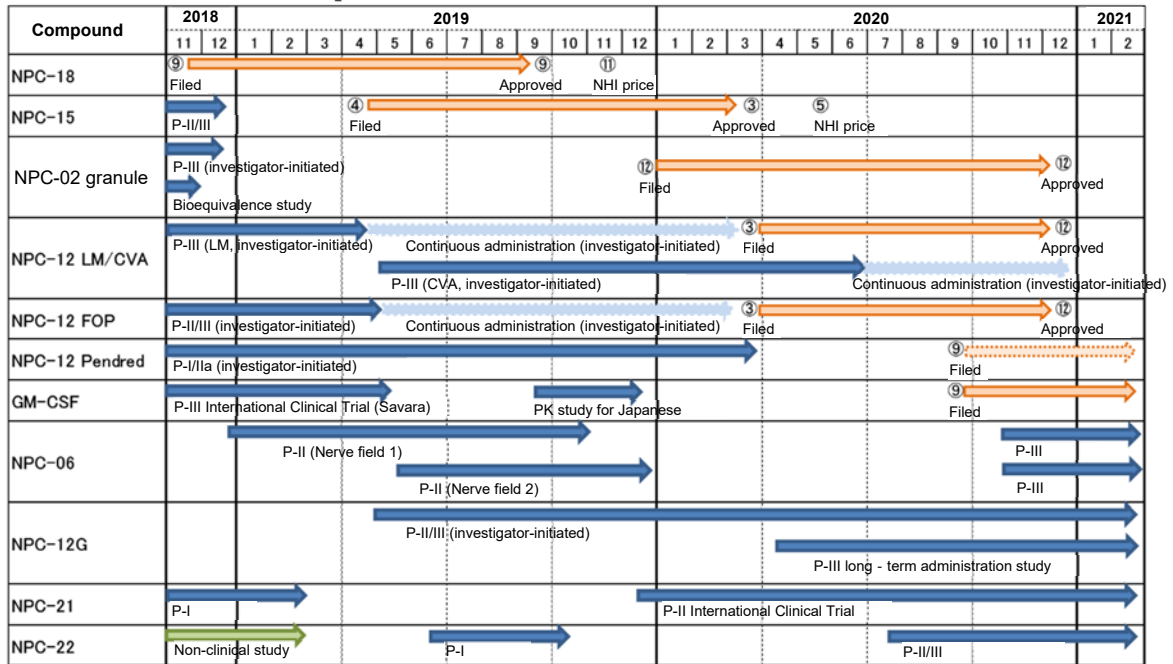 2018 2019 2020 2021
Compound
11 12 1 2 3 4 5 6 7 8 9 10 11 12 1 2 3 4 5 6 7 8 9 10 11 12 1 2
NPC-18 ⑨ ⑨ ⑪
Filed Approved NHI price
NPC-15 ④ ③ ⑤
P-II/III Filed Approved NHI price
P-III (investigator-initiated)
NPC-02 granule ⑫ ⑫
Filed Approved
Bioequivalence study
③ ⑫
P-III (LM, investigator-initiated) Continuous administration (investigator-initiated) Filed Approved
NPC-12 LM/CVA
P-III (CVA, investigator-initiated) Continuous administration (investigator-initiated)
NPC-12 FOP ③ ⑫
P-II/III (investigator-initiated) Continuous administration (investigator-initiated) Filed Approved
NPC-12 Pendred ⑨
P-I/IIa (investigator-initiated) Filed
GM-CSF ⑨
P-III International Clinical Trial (Savara) PK study for Japanese Filed
P-II (Nerve field 1) P-III
NPC-06
P-II (Nerve field 2) P-III
P-II/III (investigator-initiated)
NPC-12G
P-III long - term administration study
NPC-21
P-I P-II International Clinical Trial
NPC-22
Non-clinical study P-I P-II/III